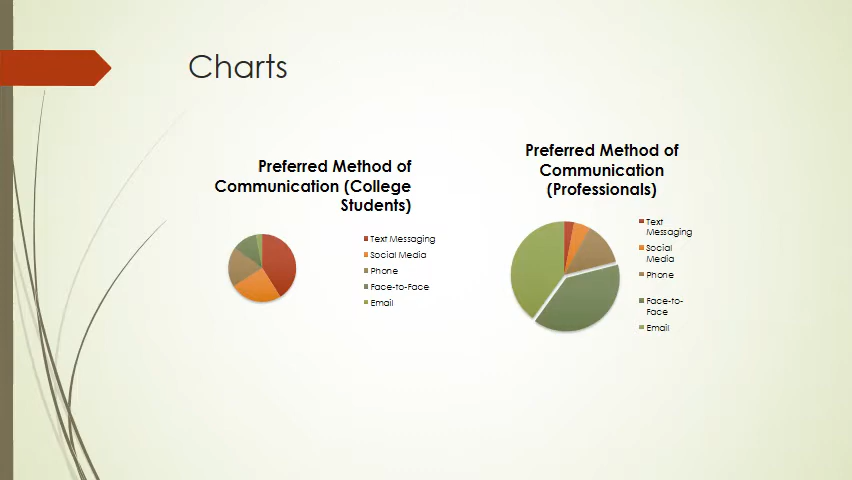 Charts
Preferred Method of
Communication (College
Students)
Text Messaging
Social Media
Phone
Face-to-Face
Email
Preferred Method of
Communication
(Professionals)
Text
Messaging
Social
Media
Phone
Face-to-
Face
Email